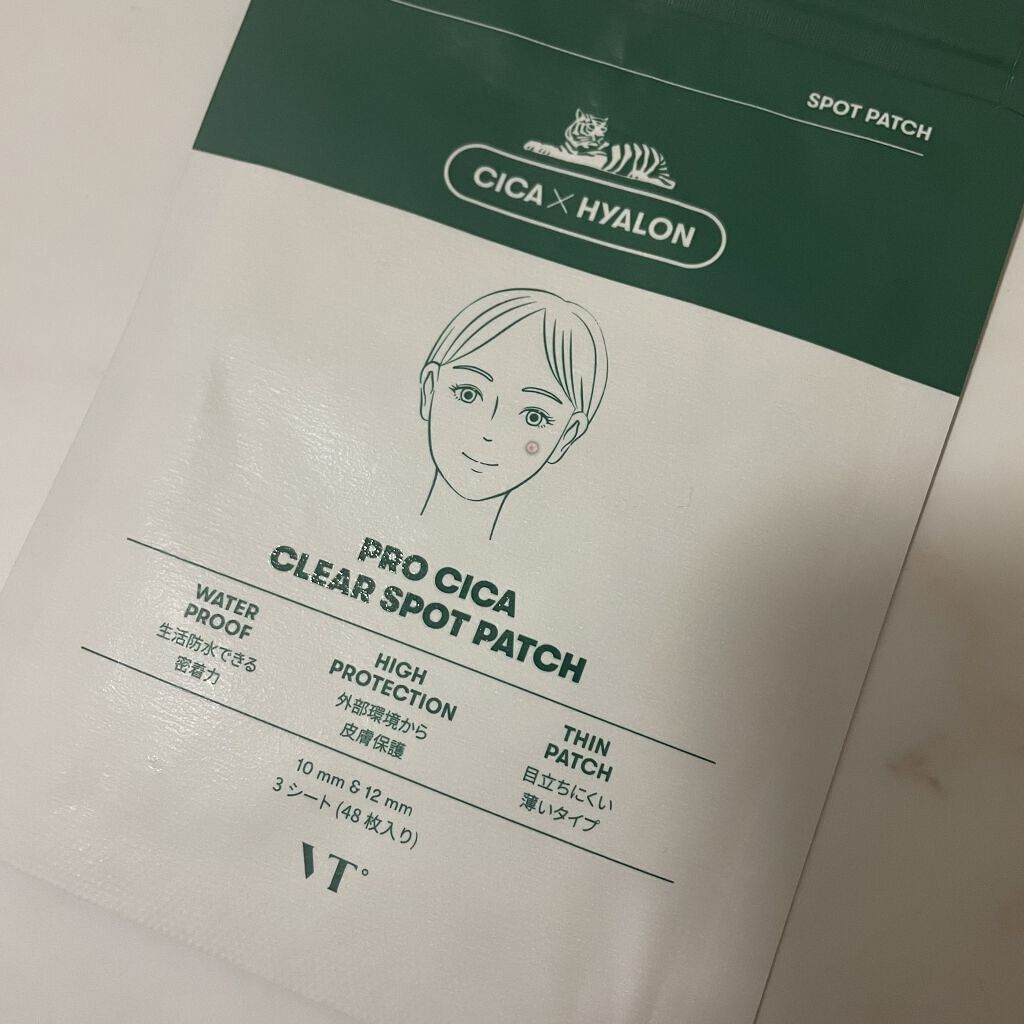 SPOT PATCH
CICA × HYALON
PRO CICA
CLEAR SPOT PATCH
WATER
PROOF
生活防水できる
密着力
HIGH
PROTECTION
外部環境から
皮膚保護
THIN
PATCH
目立ちにくい
薄いタイプ
10 mm & 12 mm
3 シート (48 枚入り)
VT°